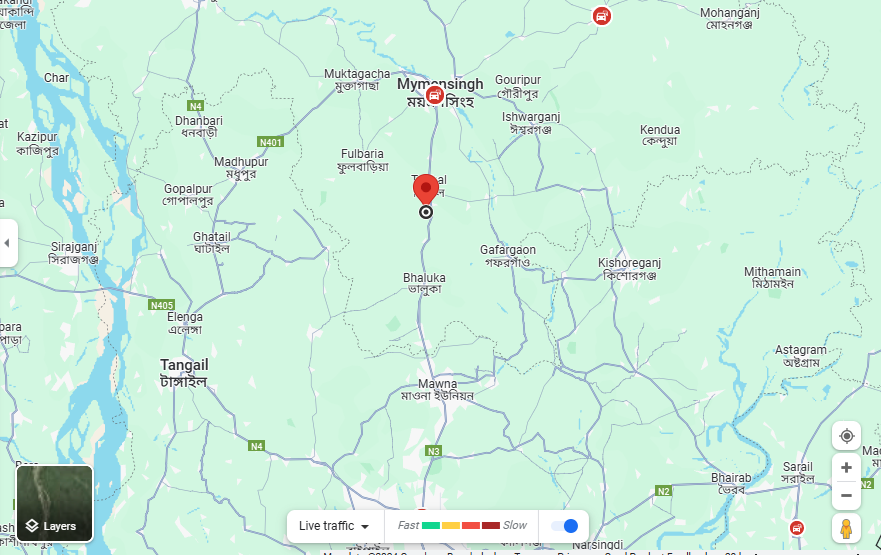 য়াকান্দি
জেলা
Mohanganj
মোহনগঞ্জ
Char
Muktagacha
মুক্তাগাছা
Mymensingh
Gouripur
গৌরীপুর
N4
Dhanbari
ধনবাড়ী
Ishwarganj
ঈশ্বরগঞ্জ
Kendua
কেন্দুয়া
Kazipur
কাজিপুর
N401
Fulbaria
ফুলবাড়িয়া
Madhupur
মধুপুর
Gopalpur
গোপালপুর
Ghatail
ঘাটাইল
Sirajganj
সিরাজগঞ্জ
Gafargaon
গফরগাঁও
Kishoreganj
কিশোরগঞ্জ
Mithamain
মিঠামইন
Bhaluka
ভালুকা
N405
Elenga
এলেঙ্গা
para
পাড়া
Astagram
অষ্টগ্রাম
Tangail
টাঙ্গাইল
Mawna
মাওনা ইউনিয়ন
N4
N3
N2
Bhairab
ভৈরব
Sarail
সরাইল
N2
Layers
Live traffic
Fast
Slow
Narsingdi